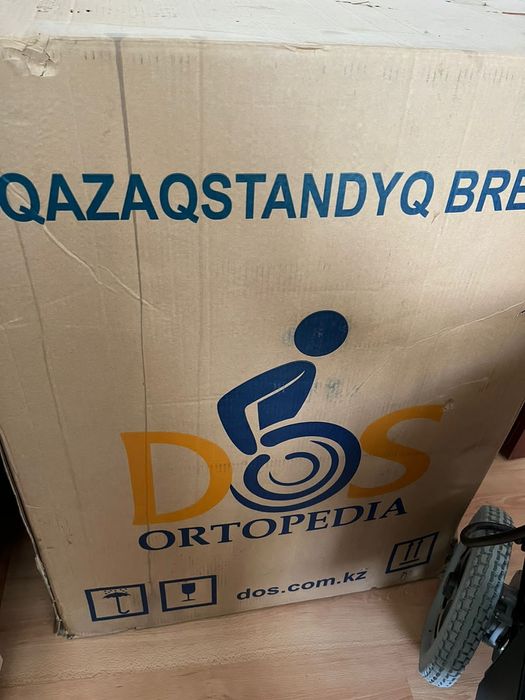 QAZAQSTANDYQ BRE
DOS
ORTOPEDIA
dos.com.kz